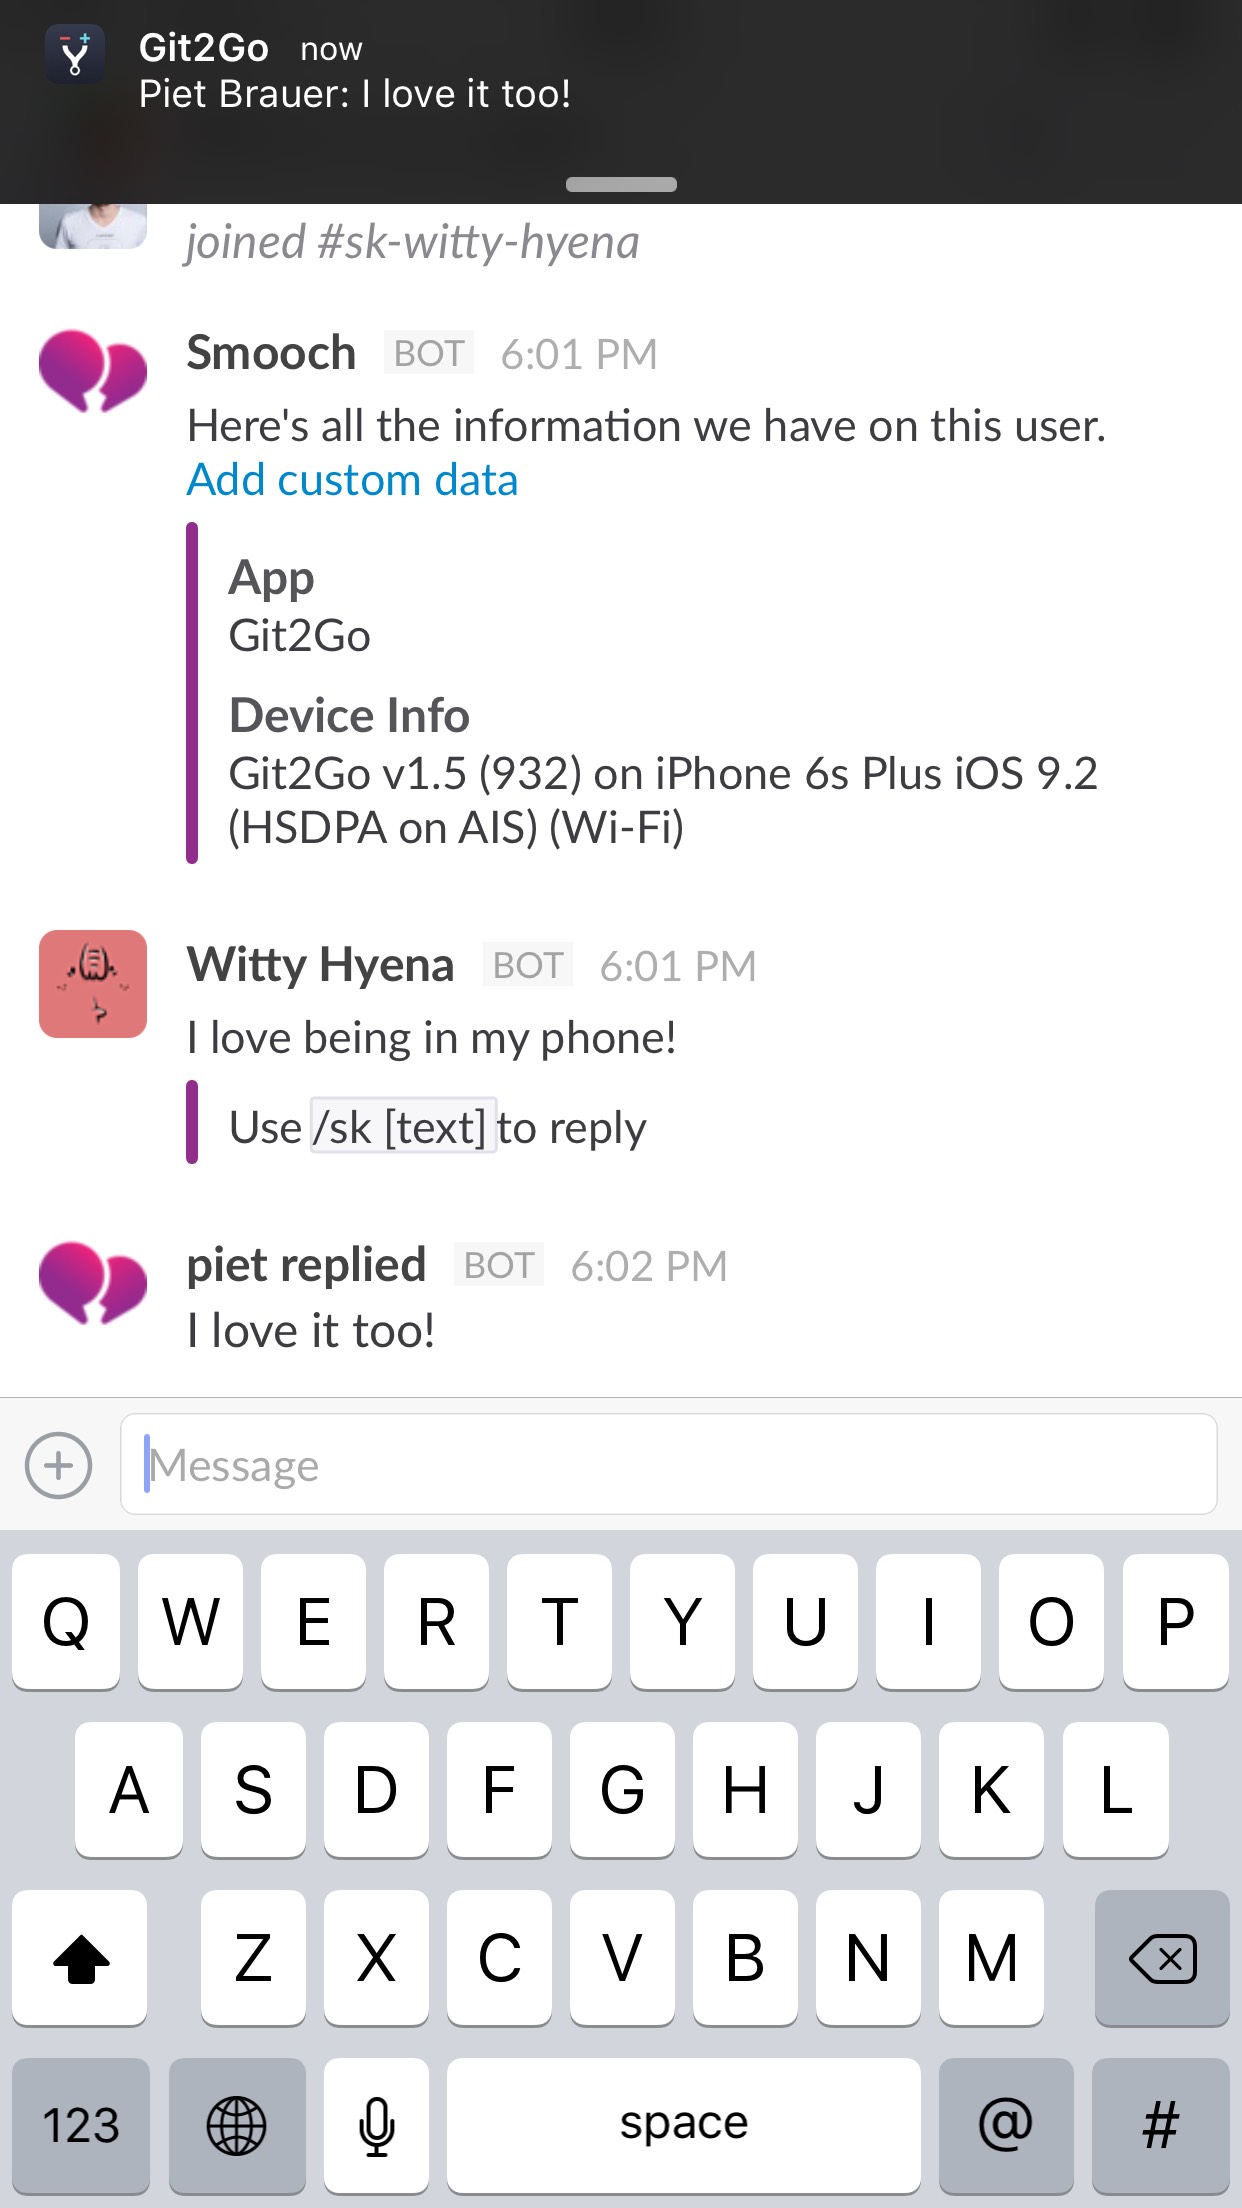 Git2Go now
Piet Brauer: I love it too!
joined #sk-witty-hyena
Smooch BOT 6:01 PM
Here's all the information we have on this user.
Add custom data
App
Git2Go
Device Info
Git2Go v1.5 (932) on iPhone 6s Plus iOS 9.2
(HSDPA on AIS) (Wi-Fi)
Witty Hyena BOT 6:01 PM
I love being in my phone!
Use /sk [text] to reply
piet replied BOT 6:02 PM
I love it too!
Message
Q W E R T Y U I O P
A S D F G H J K L
Z X C V B N M
123 space @ #